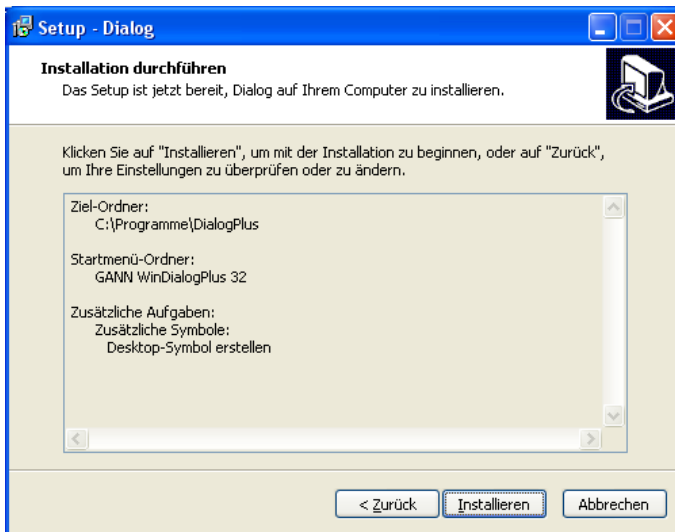 Setup - Dialog
Installation durchführen
Das Setup ist jetzt bereit, Dialog auf Ihrem Computer zu installieren.
Klicken Sie auf "Installieren", um mit der Installation zu beginnen, oder auf "Zurück",
um Ihre Einstellungen zu überprüfen oder zu ändern.
Ziel-Ordner:
C:\Programme\DialogPlus
Startmenü-Ordner:
GANN WinDialogPlus 32
Zusätzliche Aufgaben:
Zusätzliche Symbole:
Desktop-Symbol erstellen
< Zurück Installieren Abbrechen